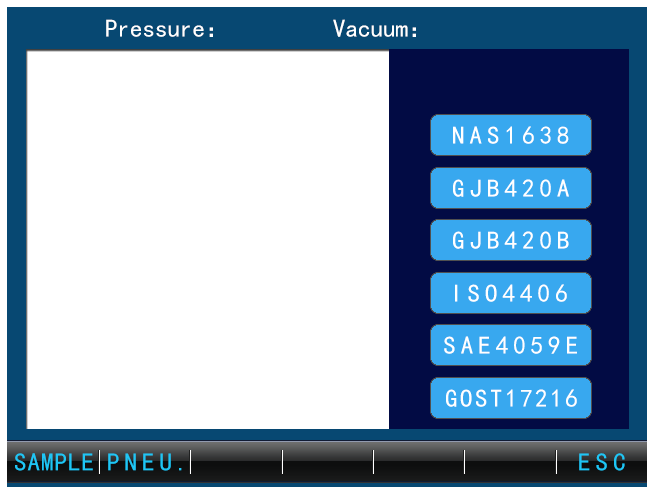 Pressure: Vacuum:
NAS1638
GJB420A
GJB420B
ISO4406
SAE4059E
GOST17216
SAMPLE PNEU. ESC